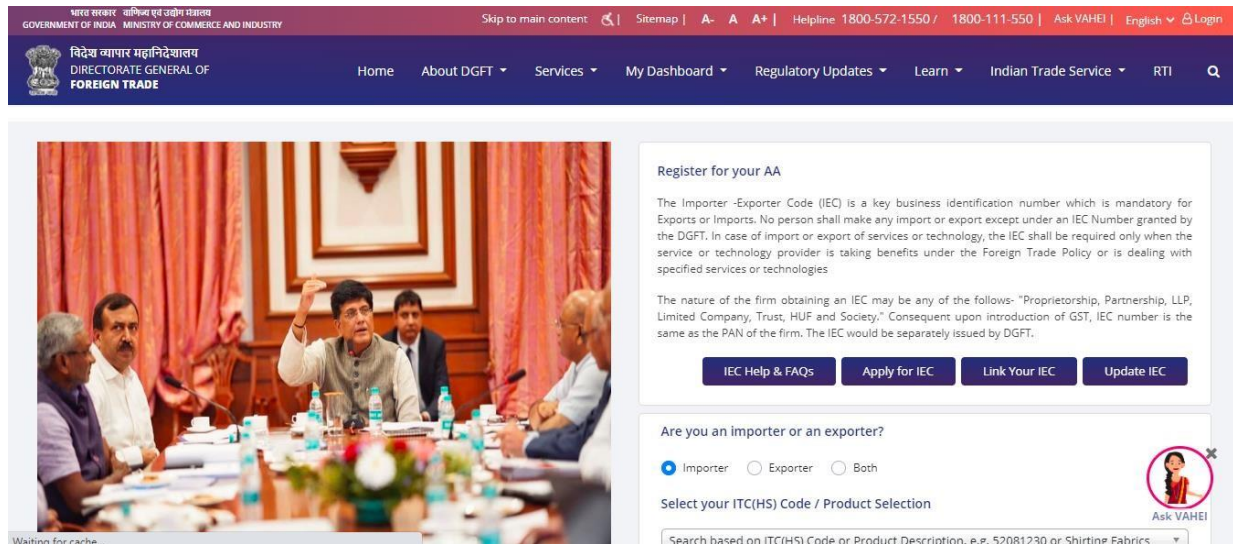 भारत सरकार वाणिज्य एवं उद्योग मंत्रालय
GOVERNMENT OF INDIA MINISTRY OF COMMERCE AND INDUSTRY
Skip to main content | Sitemap | A- A A+ | Helpline 1800-572-1550 / 1800-111-550 | Ask VAHEI | English Login
विदेश व्यापार महानिदेशालय
DIRECTORATE GENERAL OF
FOREIGN TRADE
Home About DGFT Services My Dashboard Regulatory Updates Learn Indian Trade Service RTI
Register for your AA
The Importer -Exporter Code (IEC) is a key business identification number which is mandatory for
Exports or Imports. No person shall make any import or export except under an IEC Number granted by
the DGFT. In case of import or export of services or technology, the IEC shall be required only when the
service or technology provider is taking benefits under the Foreign Trade Policy or is dealing with
specified services or technologies
The nature of the firm obtaining an IEC may be any of the follows- "Proprietorship, Partnership, LLP,
Limited Company, Trust, HUF and Society." Consequent upon introduction of GST, IEC number is the
same as the PAN of the firm. The IEC would be separately issued by DGFT.
IEC Help & FAQs Apply for IEC Link Your IEC Update IEC
Are you an importer or an exporter?
Importer Exporter Both
Select your ITC(HS) Code / Product Selection
Ask VAHEI
Search based on ITC(HS) Code or Product Description, e.g. 52081230 or Shirting Fabrics
Waiting for cache